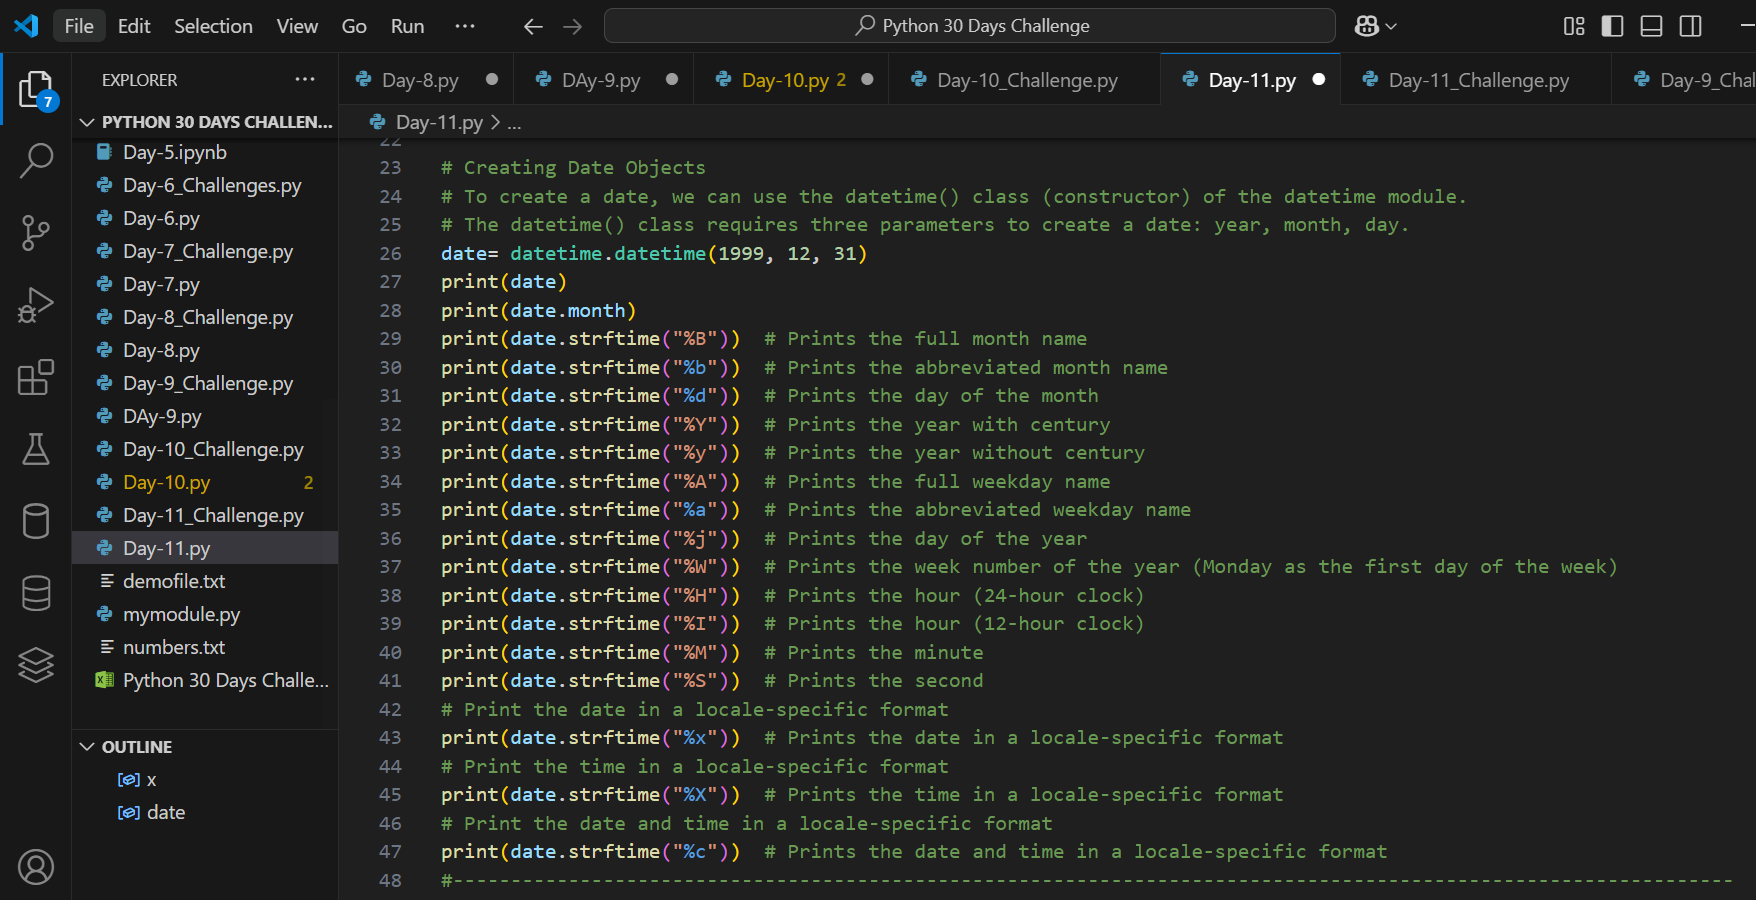 File Edit Selection View Go Run ··· Python 30 Days Challenge
EXPLORER ···
Day-8.py DAy-9.py Day-10.py 2 Day-10_Challenge.py Day-11.py Day-11_Challenge.py Day-9_Chal
7
PYTHON 30 DAYS CHALLEN...
Day-5.ipynb
Day-6_Challenges.py
Day-6.py
Day-7_Challenge.py
Day-7.py
Day-8_Challenge.py
Day-8.py
Day-9_Challenge.py
DAy-9.py
Day-10_Challenge.py
Day-10.py 2
Day-11_Challenge.py
Day-11.py
demofile.txt
mymodule.py
numbers.txt
Python 30 Days Challe...
OUTLINE
x
date
Day-11.py > ...
22
23 # Creating Date Objects
24 # To create a date, we can use the datetime() class (constructor) of the datetime module.
25 # The datetime() class requires three parameters to create a date: year, month, day.
26 date= datetime.datetime(1999, 12, 31)
27 print(date)
28 print(date.month)
29 print(date.strftime("%B"))  # Prints the full month name
30 print(date.strftime("%b"))  # Prints the abbreviated month name
31 print(date.strftime("%d"))  # Prints the day of the month
32 print(date.strftime("%Y"))  # Prints the year with century
33 print(date.strftime("%y"))  # Prints the year without century
34 print(date.strftime("%A"))  # Prints the full weekday name
35 print(date.strftime("%a"))  # Prints the abbreviated weekday name
36 print(date.strftime("%j"))  # Prints the day of the year
37 print(date.strftime("%W"))  # Prints the week number of the year (Monday as the first day of the week)
38 print(date.strftime("%H"))  # Prints the hour (24-hour clock)
39 print(date.strftime("%I"))  # Prints the hour (12-hour clock)
40 print(date.strftime("%M"))  # Prints the minute
41 print(date.strftime("%S"))  # Prints the second
42 # Print the date in a locale-specific format
43 print(date.strftime("%x"))  # Prints the date in a locale-specific format
44 # Print the time in a locale-specific format
45 print(date.strftime("%X"))  # Prints the time in a locale-specific format
46 # Print the date and time in a locale-specific format
47 print(date.strftime("%c"))  # Prints the date and time in a locale-specific format
48 #---------------------------------------------------------------------------------------------------------------